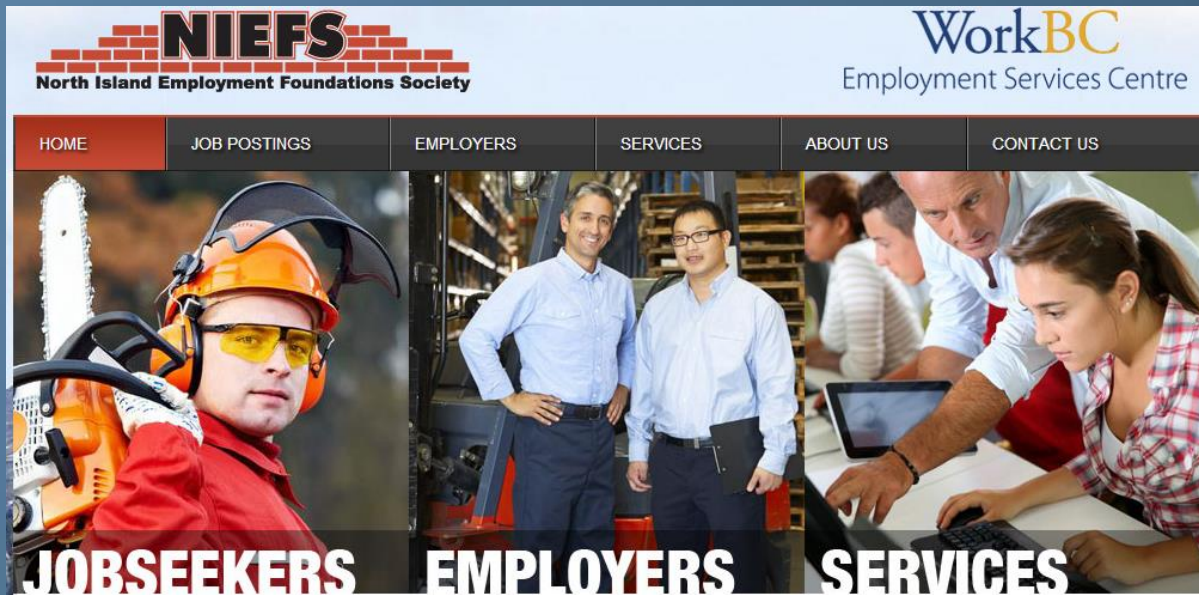 NIEFS
North Island Employment Foundations Society
WorkBC
Employment Services Centre
HOME JOB POSTINGS EMPLOYERS SERVICES ABOUT US CONTACT US
JOBSEEKERS EMPLOYERS SERVICES